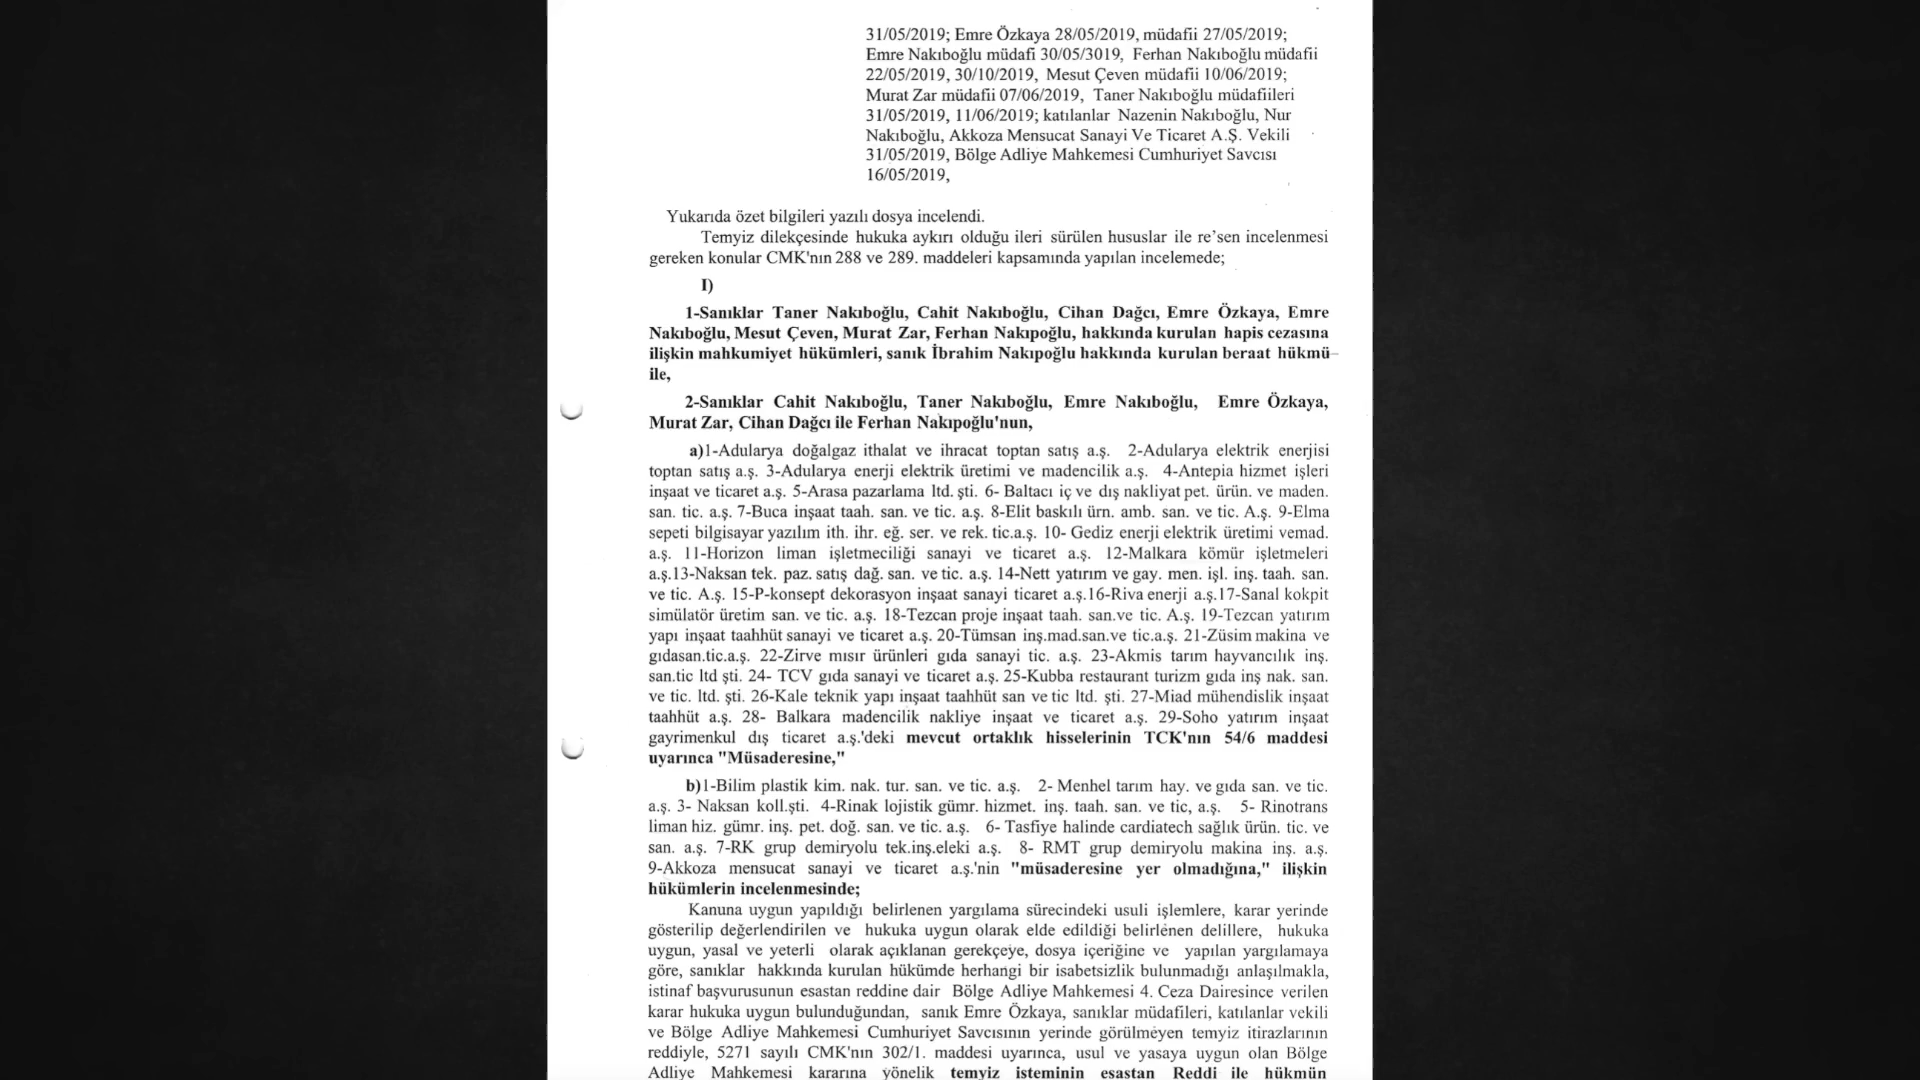 31/05/2019; Emre Özkaya 28/05/2019, müdafii 27/05/2019;
Emre Nakıboğlu müdafi 30/05/3019, Ferhan Nakıboğlu müdafii
22/05/2019, 30/10/2019, Mesut Çeven müdafii 10/06/2019;
Murat Zar müdafii 07/06/2019, Taner Nakıboğlu müdafiileri
31/05/2019, 11/06/2019; katılanlar Nazenin Nakıboğlu, Nur
Nakıboğlu, Akkoza Mensucat Sanayi Ve Ticaret A.Ş. Vekili
31/05/2019, Bölge Adliye Mahkemesi Cumhuriyet Savcısı
16/05/2019,
Yukarıda özet bilgileri yazılı dosya incelendi.
Temyiz dilekçesinde hukuka aykırı olduğu ileri sürülen hususlar ile re'sen incelenmesi
gereken konular CMK'nın 288 ve 289. maddeleri kapsamında yapılan incelemede;
I)
1-Sanıklar Taner Nakıboğlu, Cahit Nakıboğlu, Cihan Dağcı, Emre Özkaya, Emre
Nakıboğlu, Mesut Çeven, Murat Zar, Ferhan Nakıpoğlu, hakkında kurulan hapis cezasına
ilişkin mahkumiyet hükümleri, sanık İbrahim Nakıpoğlu hakkında kurulan beraat hükmü
ile,
2-Sanıklar Cahit Nakıboğlu, Taner Nakıboğlu, Emre Nakıboğlu, Emre Özkaya,
Murat Zar, Cihan Dağcı ile Ferhan Nakıpoğlu'nun,
a)1-Adularya doğalgaz ithalat ve ihracat toptan satış a.ş. 2-Adularya elektrik enerjisi
toptan satış a.ş. 3-Adularya enerji elektrik üretimi ve madencilik a.ş. 4-Antepia hizmet işleri
inşaat ve ticaret a.ş. 5-Arasa pazarlama ltd. şti. 6- Baltacı iç ve dış nakliyat pet. ürün. ve maden.
san. tic. a.ş. 7-Buca inşaat taah. san. ve tic. a.ş. 8-Elit baskılı ürn. amb. san. ve tic. A.ş. 9-Elma
sepeti bilgisayar yazılım ith. ihr. eğ. ser. ve rek. tic.a.ş. 10- Gediz enerji elektrik üretimi vemad.
a.ş. 11-Horizon liman işletmeciliği sanayi ve ticaret a.ş. 12-Malkara kömür işletmeleri
a.ş.13-Naksan tek. paz. satış dağ. san. ve tic. a.ş. 14-Nett yatırım ve gay. men. işl. inş. taah. san.
ve tic. A.ş. 15-P-konsept dekorasyon inşaat sanayi ticaret a.ş.16-Riva enerji a.ş.17-Sanal kokpit
simülatör üretim san. ve tic. a.ş. 18-Tezcan proje inşaat taah. san.ve tic. A.ş. 19-Tezcan yatırım
yapı inşaat taahhüt sanayi ve ticaret a.ş. 20-Tümsan inş.mad.san.ve tic.a.ş. 21-Züsim makina ve
gıdasan.tic.a.ş. 22-Zirve mısır ürünleri gıda sanayi tic. a.ş. 23-Akmis tarım hayvancılık inş.
san.tic ltd şti. 24- TCV gıda sanayi ve ticaret a.ş. 25-Kubba restaurant turizm gıda inş nak. san.
ve tic. ltd. şti. 26-Kale teknik yapı inşaat taahhüt san ve tic ltd. şti. 27-Miad mühendislik inşaat
taahhüt a.ş. 28- Balkara madencilik nakliye inşaat ve ticaret a.ş. 29-Soho yatırım inşaat
gayrimenkul dış ticaret a.ş.'deki mevcut ortaklık hisselerinin TCK'nın 54/6 maddesi
uyarınca "Müsaderesine,"
b)1-Bilim plastik kim. nak. tur. san. ve tic. a.ş. 2- Menhel tarım hay. ve gıda san. ve tic.
a.ş. 3- Naksan koll.şti. 4-Rinak lojistik gümr. hizmet. inş. taah. san. ve tic, a.ş. 5- Rinotrans
liman hiz. gümr. inş. pet. doğ. san. ve tic. a.ş. 6- Tasfiye halinde cardiatech sağlık ürün. tic. ve
san. a.ş. 7-RK grup demiryolu tek.inş.eleki a.ş. 8- RMT grup demiryolu makina inş. a.ş.
9-Akkoza mensucat sanayi ve ticaret a.ş.'nin "müsaderesine yer olmadığına," ilişkin
hükümlerin incelenmesinde;
Kanuna uygun yapıldığı belirlenen yargılama sürecindeki usuli işlemlere, karar yerinde
gösterilip değerlendirilen ve hukuka uygun olarak elde edildiği belirlenen delillere, hukuka
uygun, yasal ve yeterli olarak açıklanan gerekçeye, dosya içeriğine ve yapılan yargılamaya
göre, sanıklar hakkında kurulan hükümde herhangi bir isabetsizlik bulunmadığı anlaşılmakla,
istinaf başvurusunun esastan reddine dair Bölge Adliye Mahkemesi 4. Ceza Dairesince verilen
karar hukuka uygun bulunduğundan, sanık Emre Özkaya, sanıklar müdafileri, katılanlar vekili
ve Bölge Adliye Mahkemesi Cumhuriyet Savcısının yerinde görülmeyen temyiz itirazlarının
reddiyle, 5271 sayılı CMK'nın 302/1. maddesi uyarınca, usul ve yasaya uygun olan Bölge
Adliye Mahkemesi kararına yönelik temyiz isteminin esastan Reddi ile hükmün